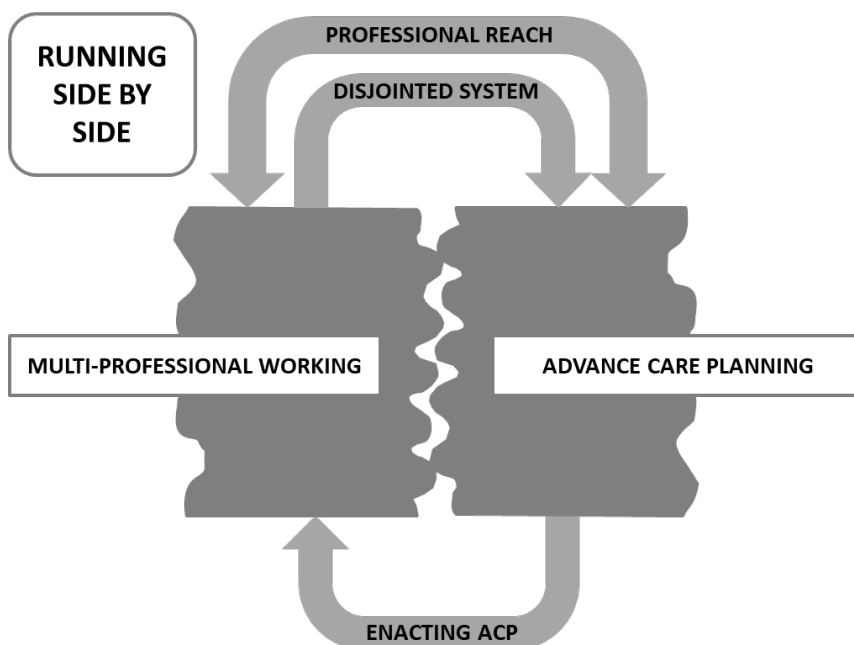 RUNNING
SIDE BY
SIDE
PROFESSIONAL REACH
DISJOINTED SYSTEM
MULTI-PROFESSIONAL WORKING
ADVANCE CARE PLANNING
ENACTING ACP